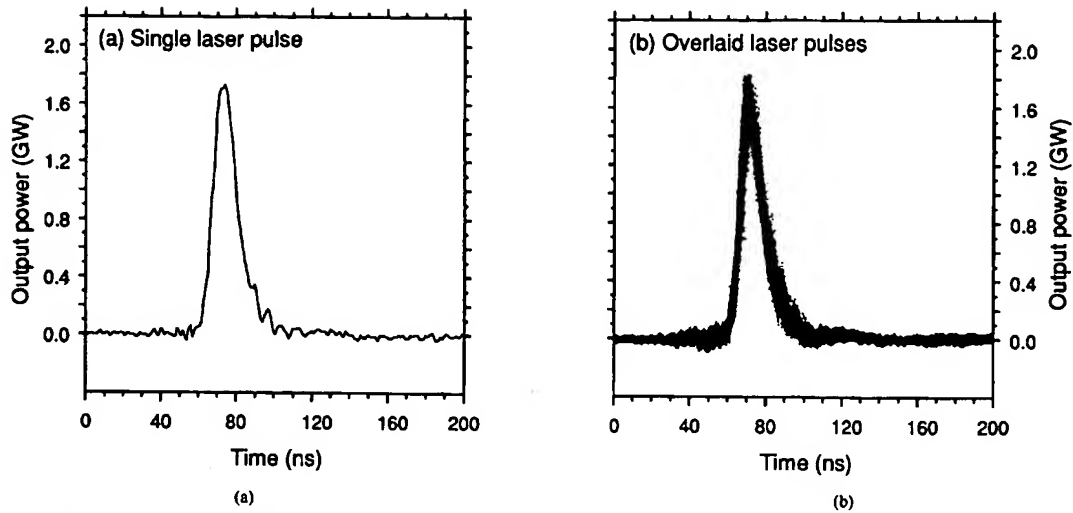 (a) Single laser pulse
Output power (GW)
2.0
1.6
1.2
0.8
0.4
0.0
0 40 80 120 160 200
Time (ns)
(a)
(b) Overlaid laser pulses
2.0
1.6
1.2
0.8
0.4
0.0
Output power (GW)
0 40 80 120 160 200
Time (ns)
(b)